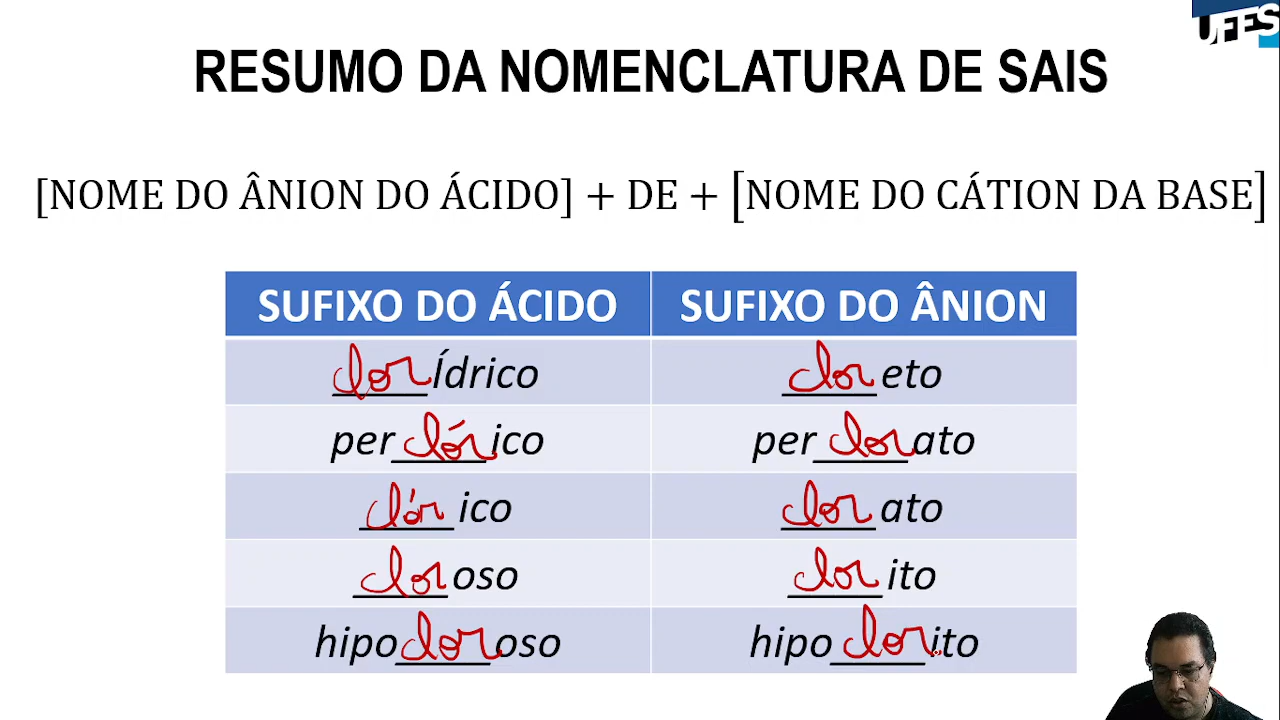 UFES
RESUMO DA NOMENCLATURA DE SAIS
[NOME DO ÂNION DO ÁCIDO] + DE + [NOME DO CÁTION DA BASE]
SUFIXO DO ÁCIDO SUFIXO DO ÂNION
clorÍdrico cloreto
perclórico perclorato
clórico clorato
cloroso clorito
hipocloroso hipoclorito